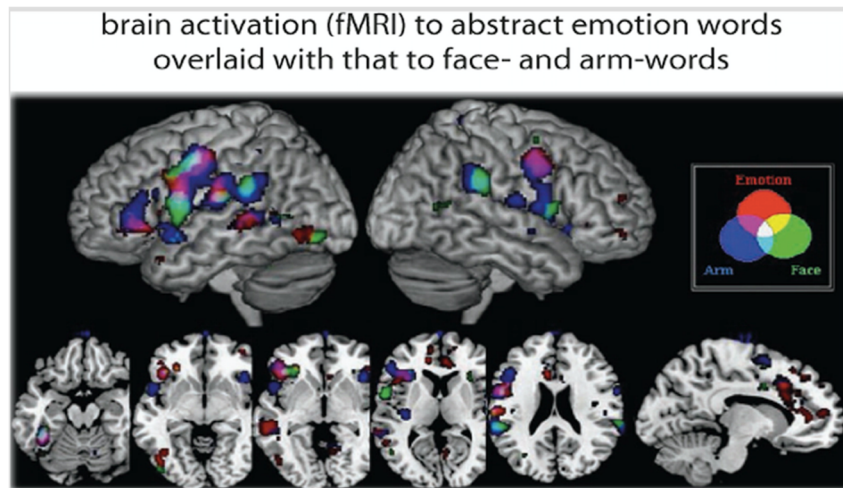 brain activation (fMRI) to abstract emotion words
overlaid with that to face- and arm-words
Emotion
Arm
Face